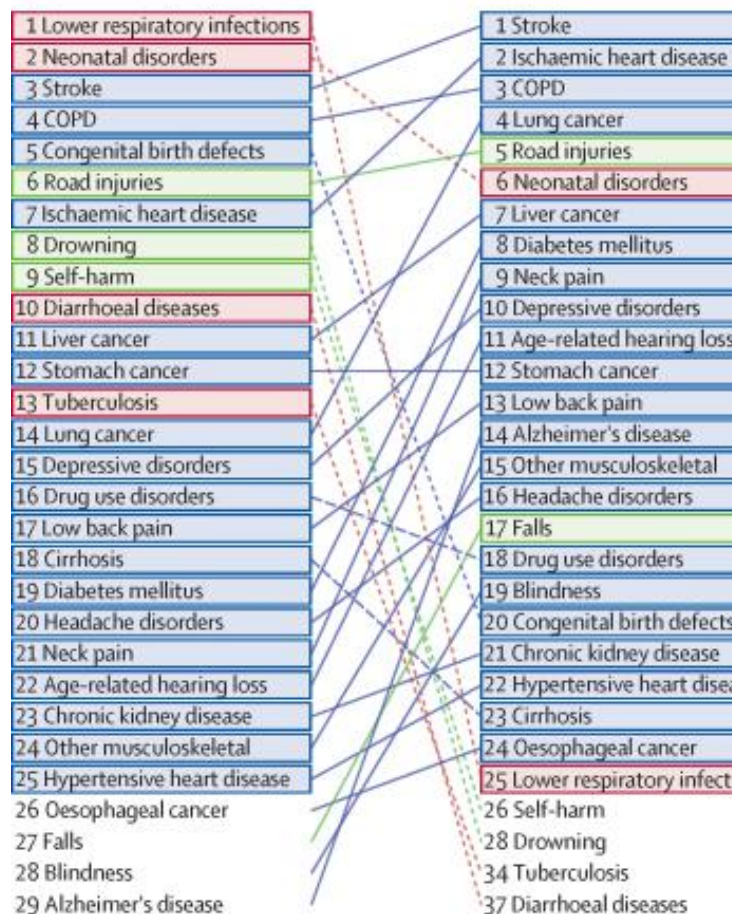 1 Lower respiratory infections
2 Neonatal disorders
3 Stroke
4 COPD
5 Congenital birth defects
6 Road injuries
7 Ischaemic heart disease
8 Drowning
9 Self-harm
10 Diarrhoeal diseases
11 Liver cancer
12 Stomach cancer
13 Tuberculosis
14 Lung cancer
15 Depressive disorders
16 Drug use disorders
17 Low back pain
18 Cirrhosis
19 Diabetes mellitus
20 Headache disorders
21 Neck pain
22 Age-related hearing loss
23 Chronic kidney disease
24 Other musculoskeletal
25 Hypertensive heart disease
26 Oesophageal cancer
27 Falls
28 Blindness
29 Alzheimer's disease
1 Stroke
2 Ischaemic heart disease
3 COPD
4 Lung cancer
5 Road injuries
6 Neonatal disorders
7 Liver cancer
8 Diabetes mellitus
9 Neck pain
10 Depressive disorders
11 Age-related hearing loss
12 Stomach cancer
13 Low back pain
14 Alzheimer's disease
15 Other musculoskeletal
16 Headache disorders
17 Falls
18 Drug use disorders
19 Blindness
20 Congenital birth defects
21 Chronic kidney disease
22 Hypertensive heart disea
23 Cirrhosis
24 Oesophageal cancer
25 Lower respiratory infect
26 Self-harm
28 Drowning
34 Tuberculosis
37 Diarrhoeal diseases